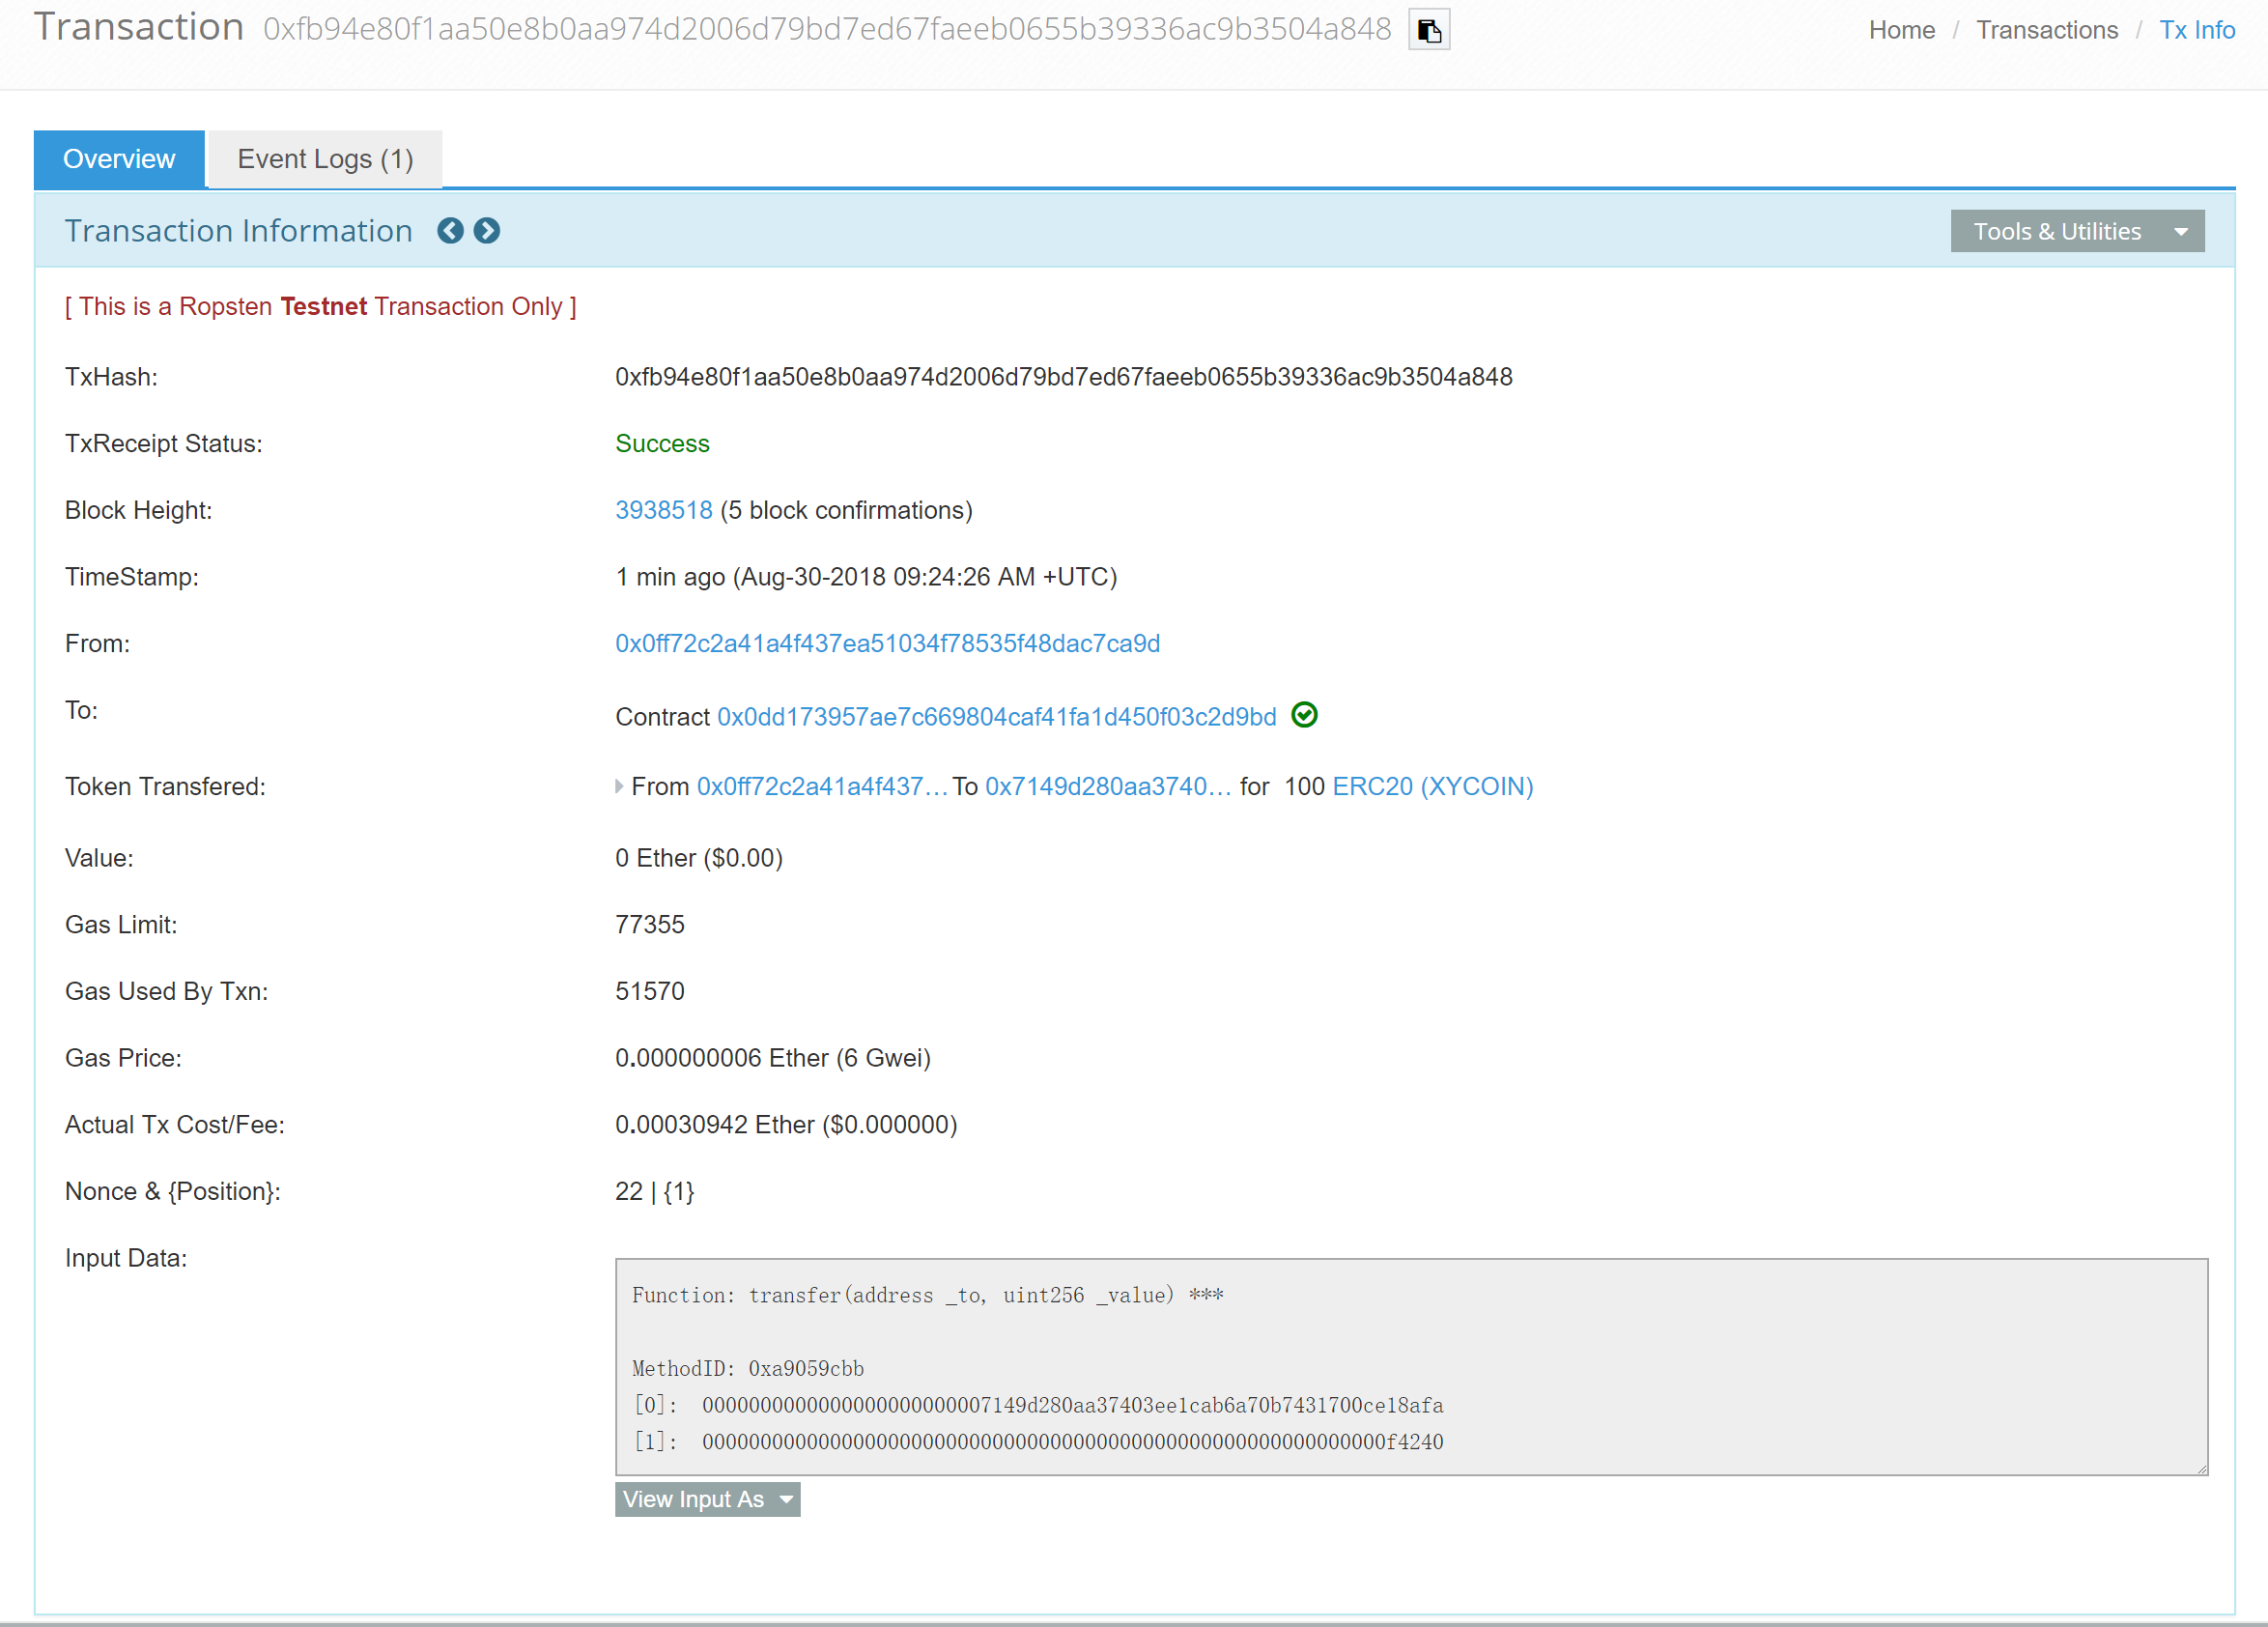 Transaction 0xfb94e80f1aa50e8b0aa974d2006d79bd7ed67faeeb0655b39336ac9b3504a848 Home / Transactions / Tx Info
Overview Event Logs (1)
Transaction Information Tools & Utilities
[ This is a Ropsten Testnet Transaction Only ]
TxHash: 0xfb94e80f1aa50e8b0aa974d2006d79bd7ed67faeeb0655b39336ac9b3504a848
TxReceipt Status: Success
Block Height: 3938518 (5 block confirmations)
TimeStamp: 1 min ago (Aug-30-2018 09:24:26 AM +UTC)
From: 0x0ff72c2a41a4f437ea51034f78535f48dac7ca9d
To: Contract 0x0dd173957ae7c669804caf41fa1d450f03c2d9bd
Token Transfered: From 0x0ff72c2a41a4f437... To 0x7149d280aa3740... for 100 ERC20 (XYCOIN)
Value: 0 Ether ($0.00)
Gas Limit: 77355
Gas Used By Txn: 51570
Gas Price: 0.000000006 Ether (6 Gwei)
Actual Tx Cost/Fee: 0.00030942 Ether ($0.000000)
Nonce & {Position}: 22 | {1}
Input Data:
Function: transfer(address _to, uint256 _value) ***
MethodID: 0xa9059cbb
[0]: 0000000000000000000000007149d280aa37403ee1cab6a70b7431700ce18afa
[1]: 00000000000000000000000000000000000000000000000000000000000f4240
View Input As